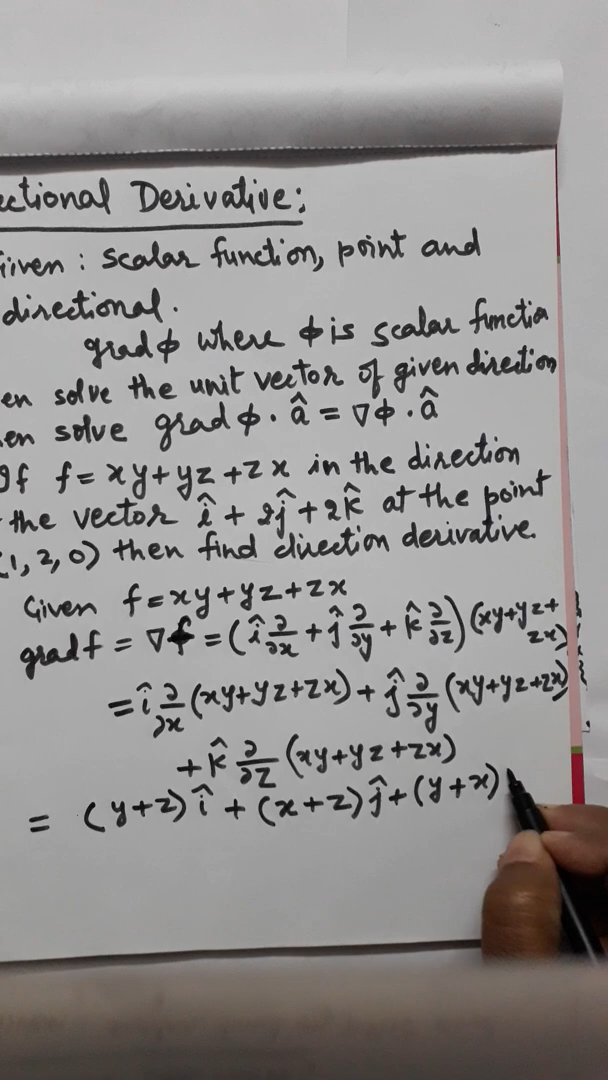 ectional Derivative:
Given : scalar function, point and
directional.
grad ϕ where ϕ is scalar function
en solve the unit vector of given direction
en solve grad ϕ . â = ∇ϕ . â
If f = xy + yz + zx in the direction
the vector î + 2ĵ + 2k̂ at the point
(1, 2, 0) then find direction derivative.
Given f = xy + yz + zx
grad f = ∇f = (î ∂/∂x + ĵ ∂/∂y + k̂ ∂/∂z) (xy + yz + zx)
= î ∂/∂x (xy + yz + zx) + ĵ ∂/∂y (xy + yz + zx)
+ k̂ ∂/∂z (xy + yz + zx)
= (y + z) î + (x + z) ĵ + (y + x)